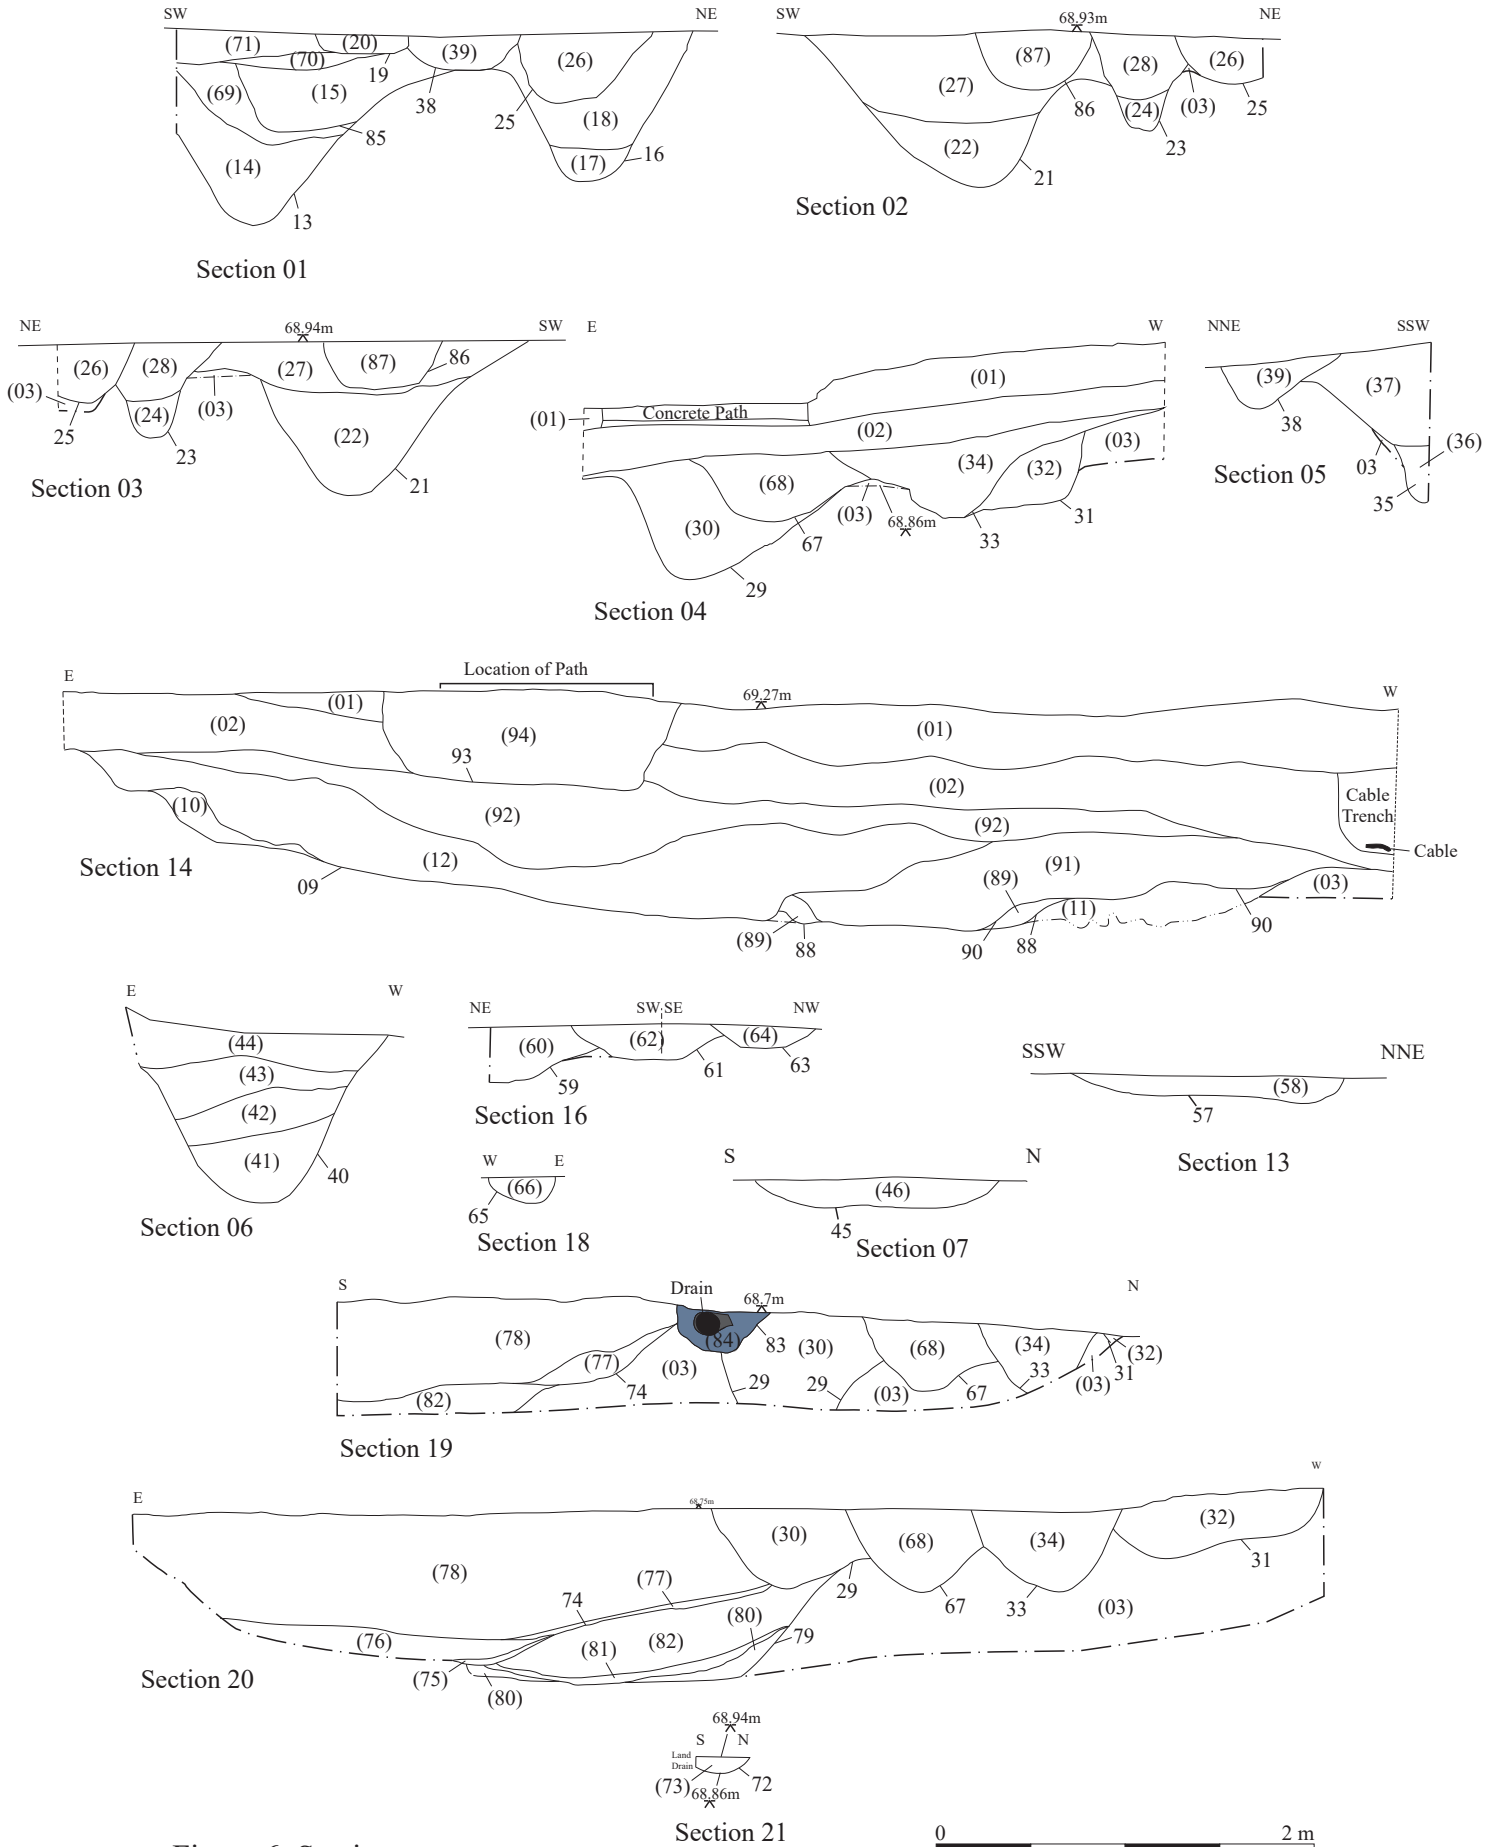 SW NE
(71) (20) (70) 19 (39) (26)
(69) (15) 38 25 (18)
85
(14) (17) 16
13
Section 01
SW 68.93m NE
(87) (28) (26)
(27) 86 (24) (03) 25
(22) 23
21
Section 02
NE 68.94m SW
(26) (28) (27) (87) 86
(03) (24) (03)
25 23 (22)
21
Section 03
E W
(01)
(01) Concrete Path
(02) (03)
(34) (32)
(68)
(30) 67 (03) 68.86m 33 31
29
Section 04
NNE SSW
(39) (37)
38
03 (36)
35
Section 05
Location of Path
E 69.27m W
(01)
(02) (94) (01)
93
(02) Cable
Trench
(10) (92) (92)
(12) (91) Cable
09 (89) (11) (03)
(89) 88 90 88 90
Section 14
E W
(44)
(43)
(42)
(41) 40
Section 06
NE SW SE NW
(60) (62) (64)
59 61 63
Section 16
SSW NNE
(58)
57
Section 13
W E
(66)
65
Section 18
S N
(46)
45
Section 07
S Drain 68.7m N
(78) (84) 83 (30) (68) (34) (32)
(77) (03) 33 (03) 31
(82) 74 29 29 (03) 67
Section 19
E 68.75m W
(30) (68) (34) (32)
(78) 31
74 (77) 29 67 33 (03)
(76) (81) (82) (80) 79
(75) (80)
Section 20
68.94m
S N
Land
Drain
(73) 72
68.86m
Section 21
0 2 m